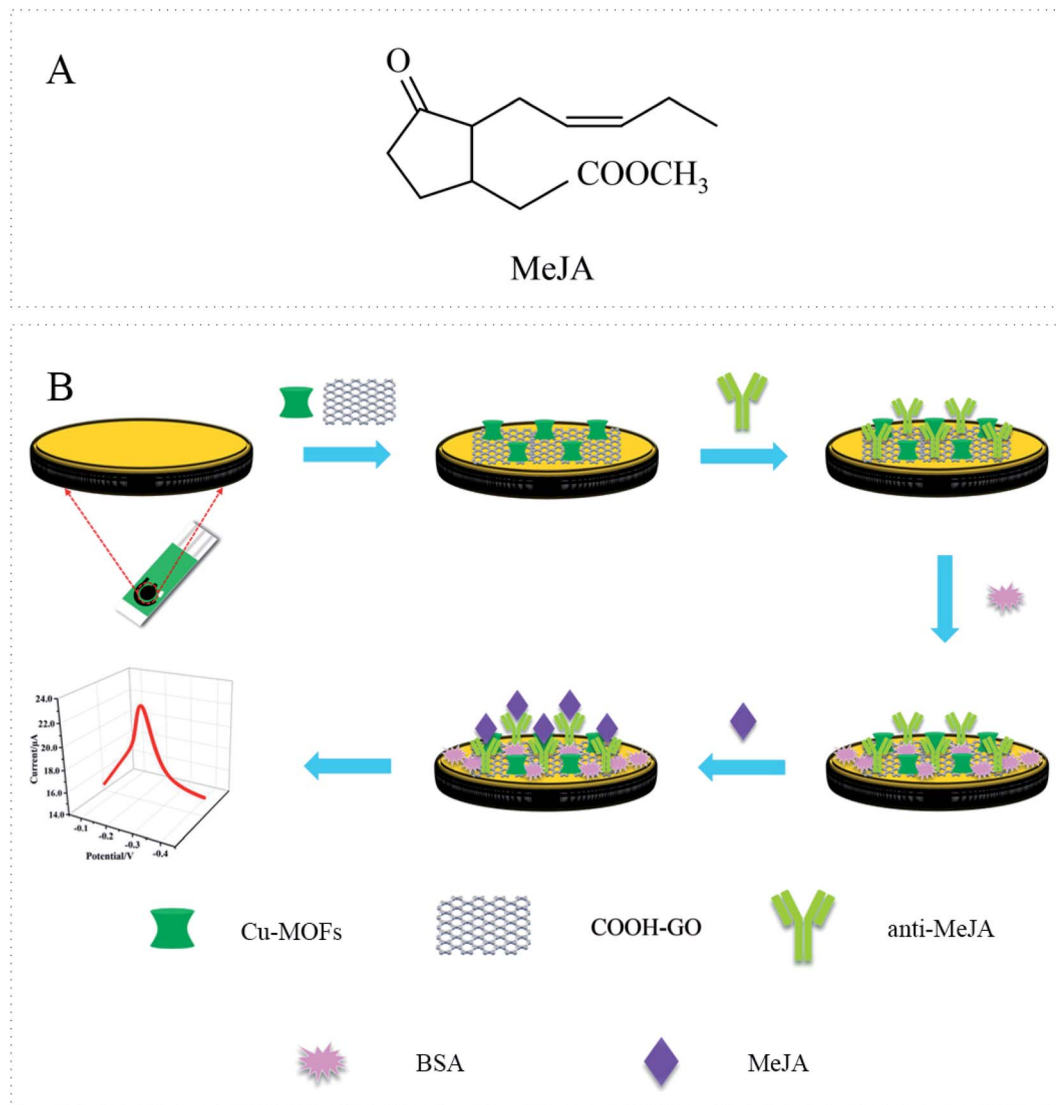 A
O
COOCH₃
MeJA
B
24.0
22.0
20.0
18.0
16.0
14.0
Current/μA
-0.1
-0.2
-0.3
-0.4
Potential/V
Cu-MOFs
COOH-GO
anti-MeJA
BSA
MeJA